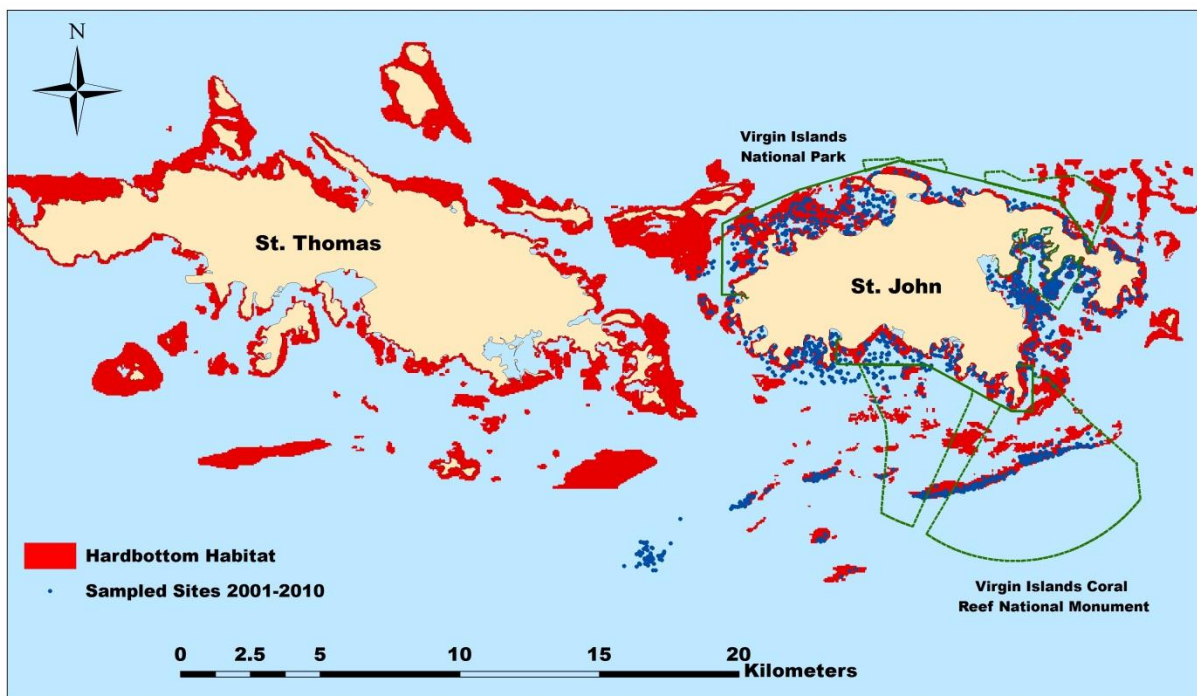 N
Virgin Islands
National Park
St. Thomas
St. John
Hardbottom Habitat
Sampled Sites 2001-2010
Virgin Islands Coral
Reef National Monument
0 2.5 5 10 15 20
Kilometers